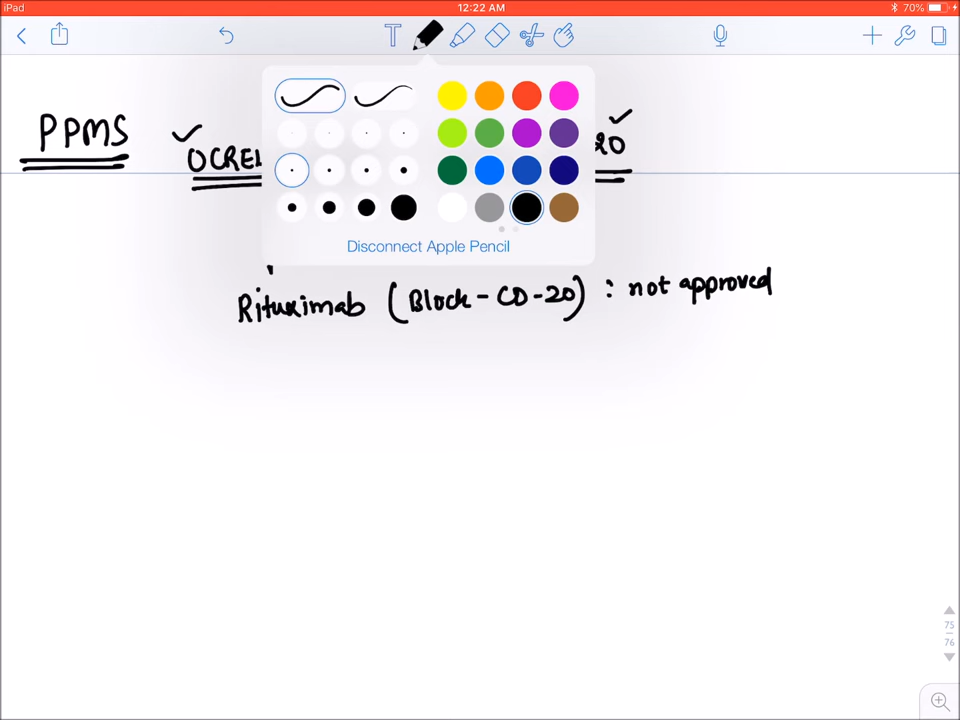 iPad 12:22 AM 70%
T
PPMS ✓ OCREL 20 ✓
Disconnect Apple Pencil
Rituximab (Block-CD-20) : not approved
75
76